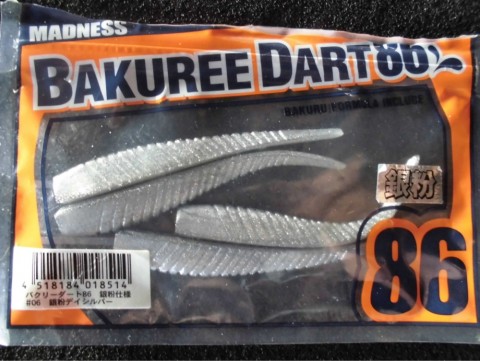 MADNESS
BAKUREE DART86
BAKURU FORMULA INCLUDE
銀粉
86
4 518184 018514
バクリーダート86 銀粉仕様
#06 銀粉デイシルバー